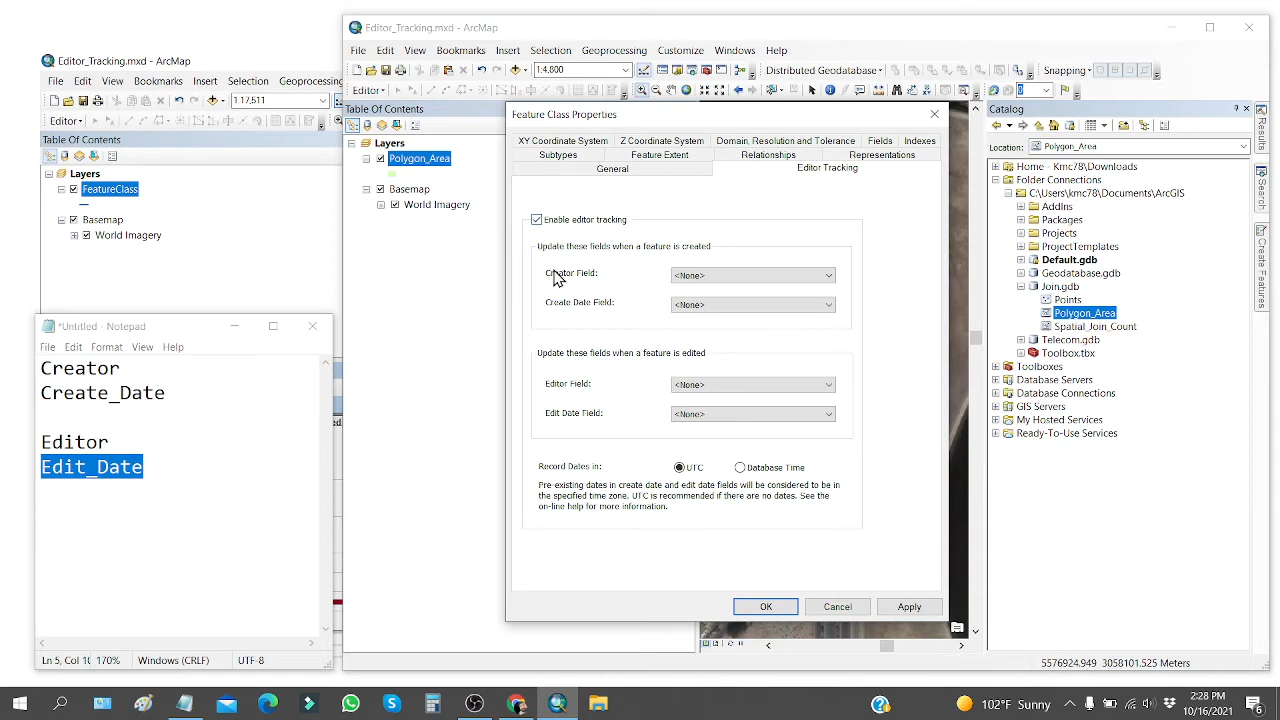 Editor_Tracking.mxd - ArcMap
File Edit View Bookmarks Insert Selection Geoprocessing Customize Windows Help
1:4,800
Distributed Geodatabase
Snapping
Editor
Editor_Tracking.mxd - ArcMap
File Edit View Bookmarks Insert Selection Geoprocessing
1:17,511
Editor
Table Of Contents
Layers
FeatureClass
Basemap
World Imagery
Table Of Contents
Layers
Polygon_Area
Basemap
World Imagery
Feature Class Properties
XY Coordinate System Z Coordinate System Domain, Resolution and Tolerance Fields Indexes
Subtypes Feature Extent Relationships Representations
General Editor Tracking
Enable editor tracking
Update these fields when a feature is created
Creator Field: <None>
Create Date Field: <None>
Update these fields when a feature is edited
Editor Field: <None>
Edit Date Field: <None>
Record Dates in: UTC Database Time
Pre-existing dates in create date and edit date fields will be considered to be in
the specified time zone. UTC is recommended if there are no dates. See the
on-line help for more information.
OK Cancel Apply
Catalog
Location: Polygon_Area
Home - Kmc78\Downloads
Folder Connections
C:\Users\kmc78\Documents\ArcGIS
AddIns
Packages
Projects
ProjectTemplates
Default.gdb
Geodatabase.gdb
Join.gdb
Points
Polygon_Area
Spatial_Join_Count
Telecom.gdb
Toolbox.tbx
Toolboxes
Database Servers
Database Connections
GIS Servers
My Hosted Services
Ready-To-Use Services
Results
Search
Create Features
*Untitled - Notepad
File Edit Format View Help
Creator
Create_Date
Editor
Edit_Date
Ln 5, Col 10 170% Windows (CRLF) UTF-8
5576924.949 3058101.525 Meters
102°F Sunny
2:28 PM
10/16/2021
6